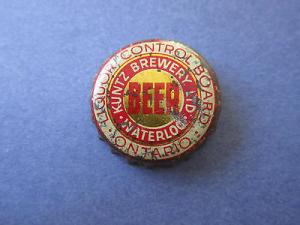 LIQUOR CONTROL BOARD
KUNTZ BREWERY LTD
BEER
WATERLOO
ONTARIO